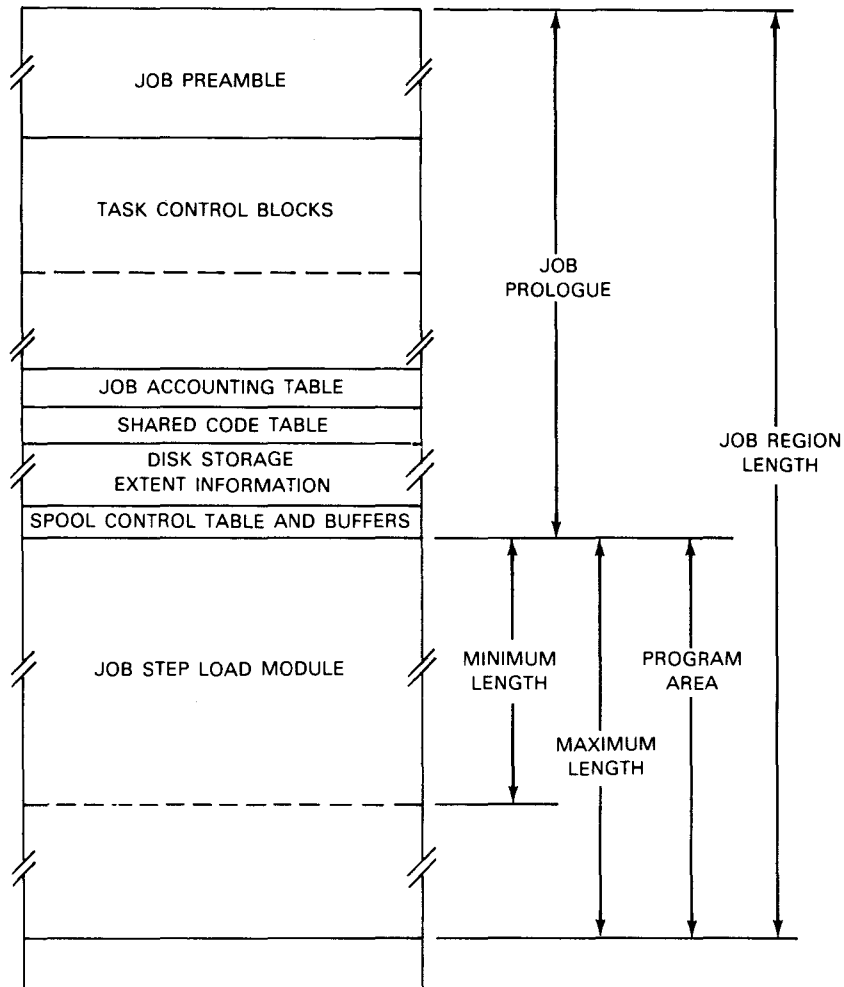 JOB PREAMBLE
TASK CONTROL BLOCKS
JOB
PROLOGUE
JOB ACCOUNTING TABLE
SHARED CODE TABLE
DISK STORAGE
EXTENT INFORMATION
SPOOL CONTROL TABLE AND BUFFERS
JOB REGION
LENGTH
JOB STEP LOAD MODULE
MINIMUM
LENGTH
MAXIMUM
LENGTH
PROGRAM
AREA